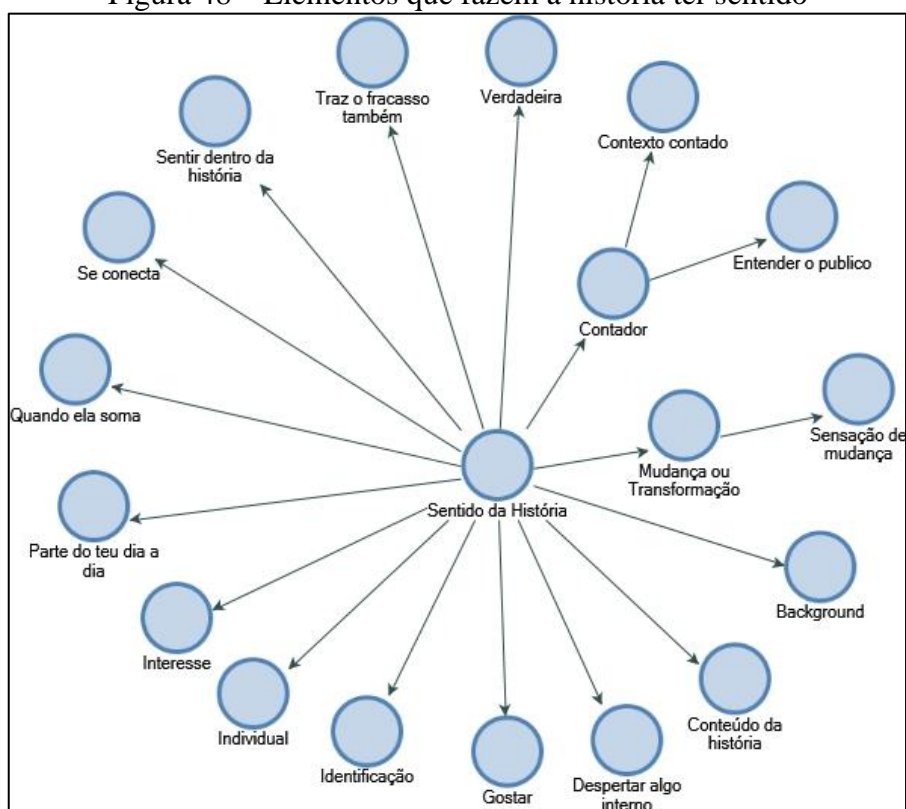 Figura 48 – Elementos que fazem a história ter sentido
Traz o fracasso
também
Verdadeira
Contexto contado
Sentir dentro da
história
Entender o publico
Se conecta
Contador
Quando ela soma
Sensação de
mudança
Mudança ou
Transformação
Sentido da História
Parte do teu dia a
dia
Background
Interesse
Individual
Conteúdo da
história
Identificação
Gostar
Despertar algo
interno